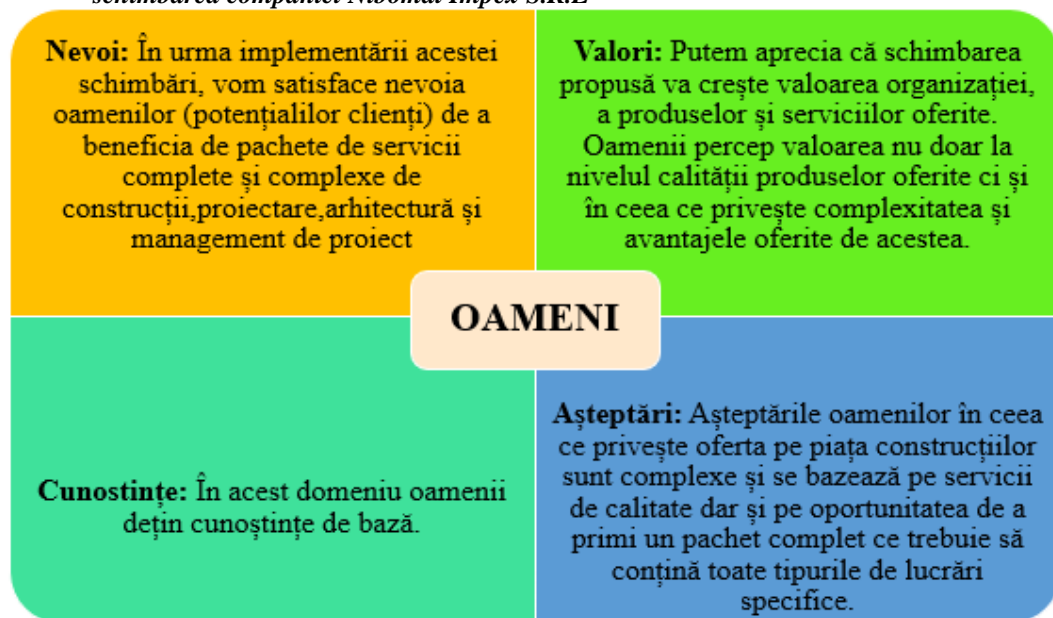 schimbarea companiei Nibomai Impex S.R.L
Nevoi: În urma implementării acestei
schimbări, vom satisface nevoia
oamenilor (potențialilor clienți) de a
beneficia de pachete de servicii
complete și complexe de
construcții,proiectare,arhitectură și
management de proiect
Valori: Putem aprecia că schimbarea
propusă va crește valoarea organizației,
a produselor și serviciilor oferite.
Oamenii percep valoarea nu doar la
nivelul calității produselor oferite ci și
în ceea ce privește complexitatea și
avantajele oferite de acestea.
OAMENI
Cunostințe: În acest domeniu oamenii
dețin cunoștințe de bază.
Așteptări: Așteptările oamenilor în ceea
ce privește oferta pe piața construcțiilor
sunt complexe și se bazează pe servicii
de calitate dar și pe oportunitatea de a
primi un pachet complet ce trebuie să
conțină toate tipurile de lucrări
specifice.